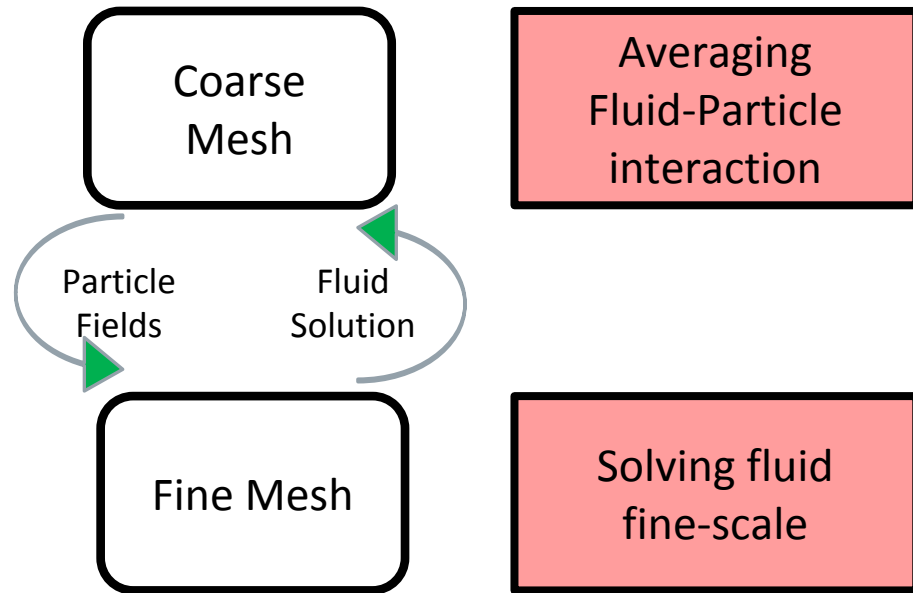 Coarse
Mesh
Averaging
Fluid-Particle
interaction
Particle
Fields
Fluid
Solution
Fine Mesh
Solving fluid
fine-scale